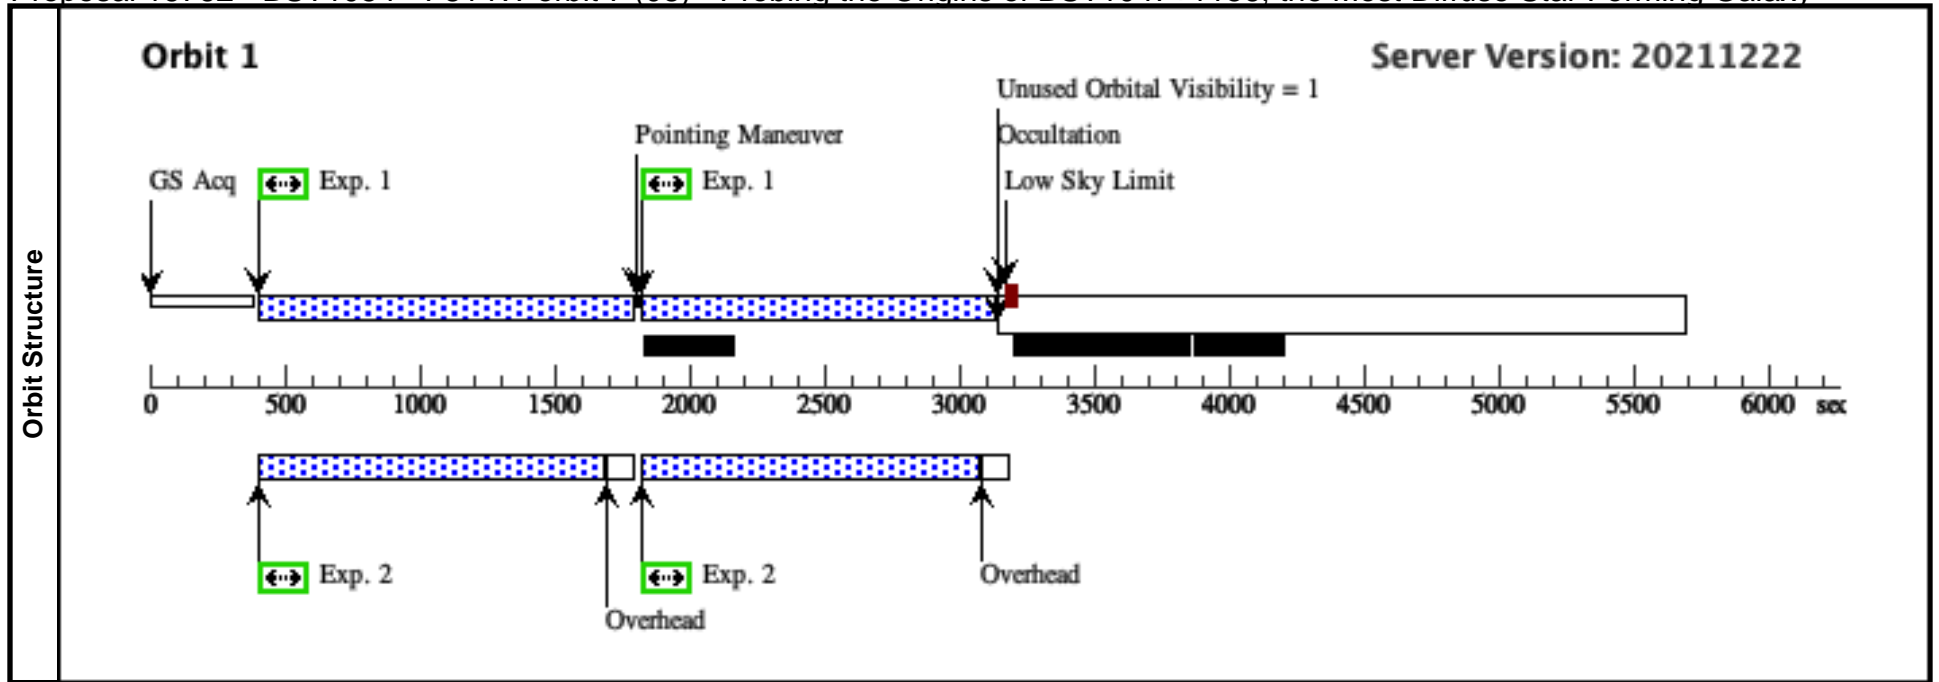 Orbit 1
Server Version: 20211222
Unused Orbital Visibility = 1
Pointing Maneuver
Occultation
GS Acq
Exp. 1
Exp. 1
Low Sky Limit
Orbit Structure
0 500 1000 1500 2000 2500 3000 3500 4000 4500 5000 5500 6000 sec
Exp. 2
Exp. 2
Overhead
Overhead